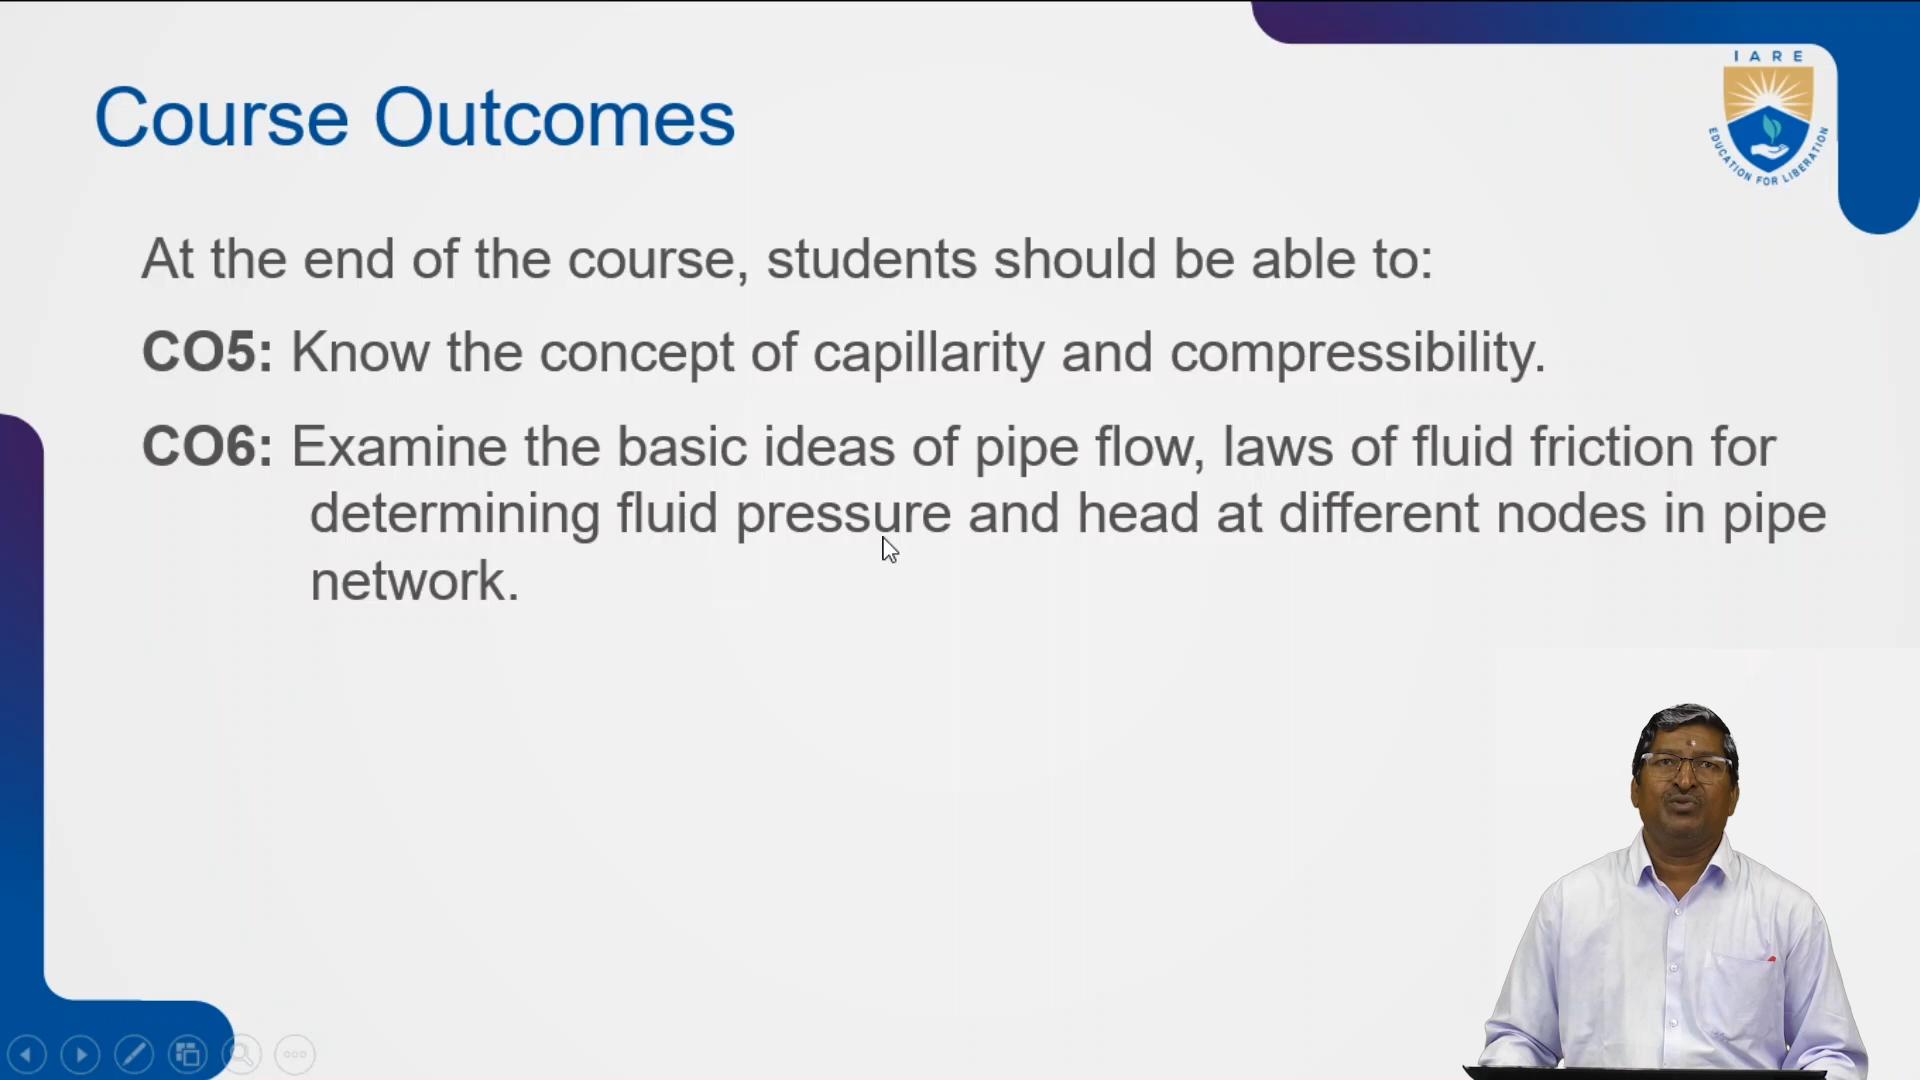 IARE
EDUCATION FOR LIBERATION
Course Outcomes
At the end of the course, students should be able to:
CO5: Know the concept of capillarity and compressibility.
CO6: Examine the basic ideas of pipe flow, laws of fluid friction for
determining fluid pressure and head at different nodes in pipe
network.